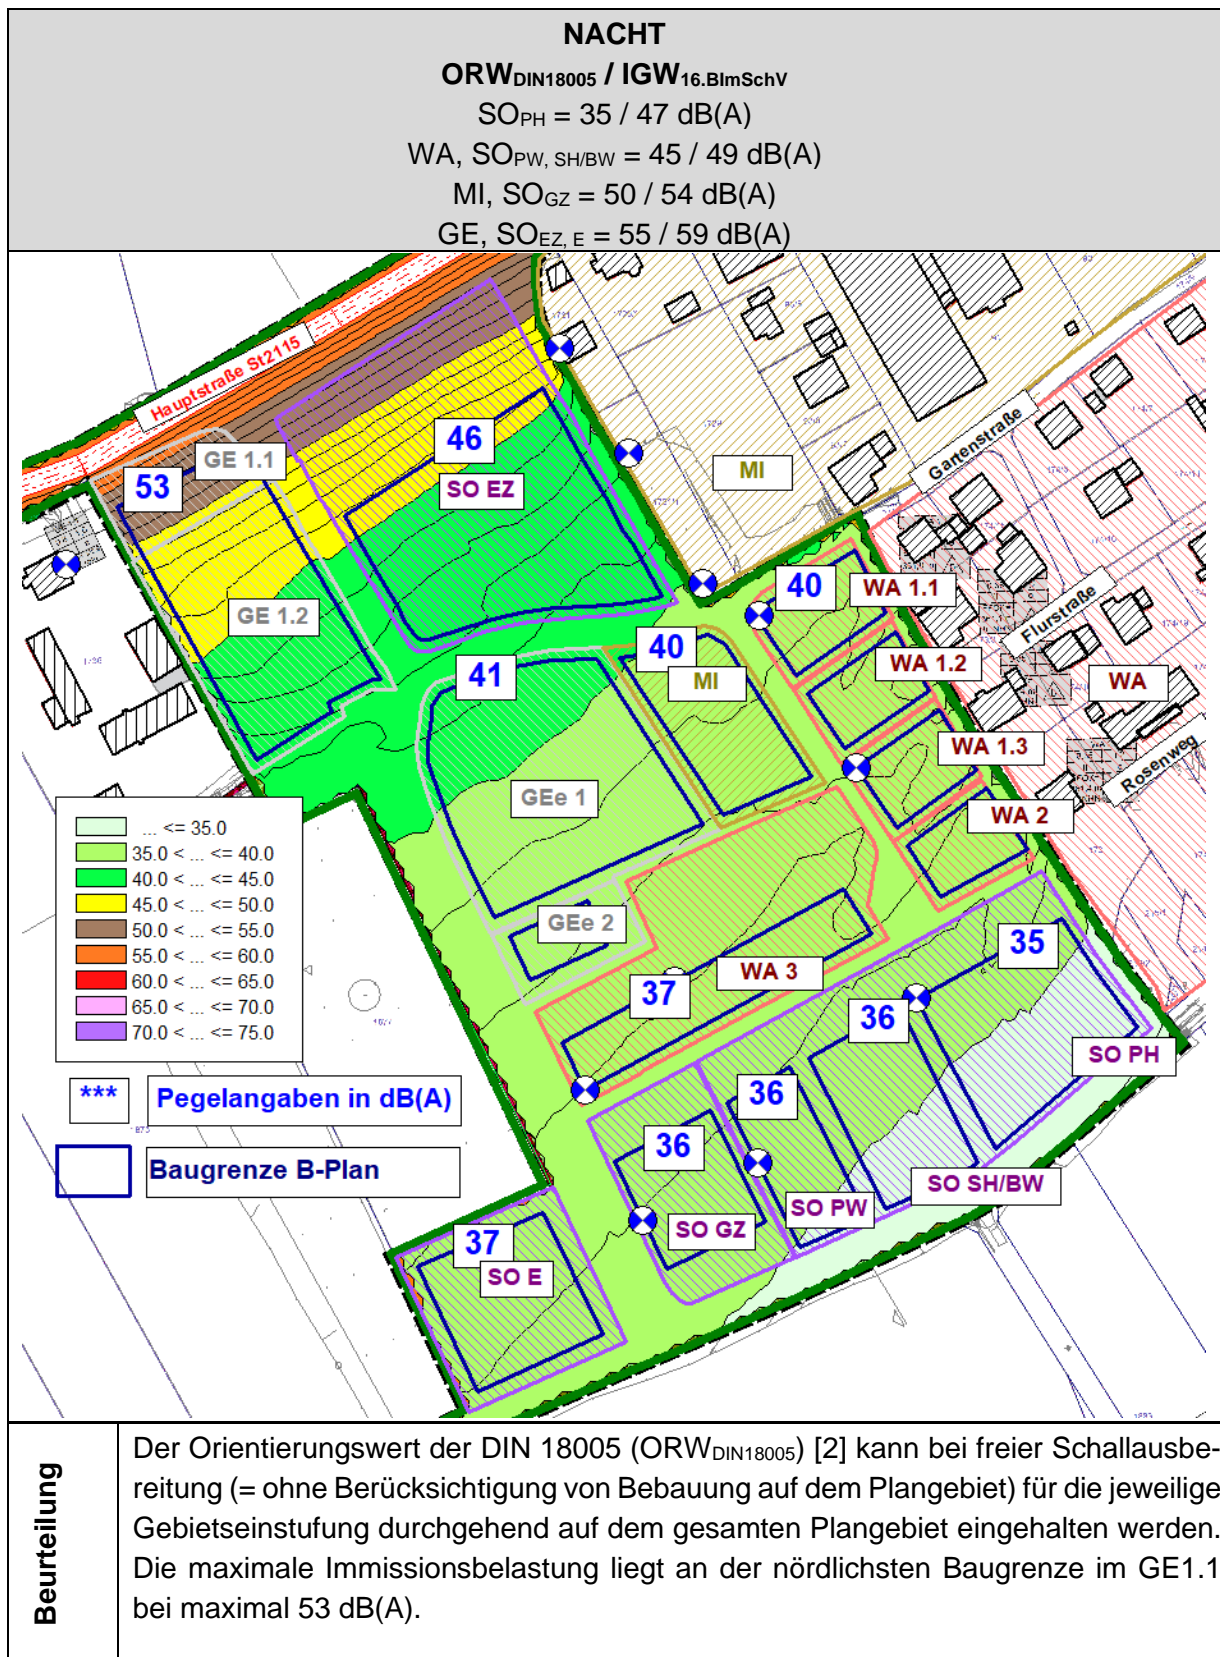 NACHT
ORWDIN18005 / IGW16.BImSchV
SOPH = 35 / 47 dB(A)
WA, SOPW, SH/BW = 45 / 49 dB(A)
MI, SOGZ = 50 / 54 dB(A)
GE, SOEZ, E = 55 / 59 dB(A)
Hauptstraße St2115
GE 1.1
53
46
SO EZ
MI
Gartenstraße
GE 1.2
40
WA 1.1
Flurstraße
40
WA 1.2
41
MI
WA
WA 1.3
Rosenweg
GEe 1
WA 2
... <= 35.0
35.0 < ... <= 40.0
40.0 < ... <= 45.0
45.0 < ... <= 50.0
50.0 < ... <= 55.0
55.0 < ... <= 60.0
60.0 < ... <= 65.0
65.0 < ... <= 70.0
70.0 < ... <= 75.0
GEe 2
35
WA 3
37
36
SO PH
*** Pegelangaben in dB(A)
36
36
Baugrenze B-Plan
SO SH/BW
SO PW
SO GZ
37
SO E
Beurteilung
Der Orientierungswert der DIN 18005 (ORWDIN18005) [2] kann bei freier Schallausbe-
reitung (= ohne Berücksichtigung von Bebauung auf dem Plangebiet) für die jeweilige
Gebietseinstufung durchgehend auf dem gesamten Plangebiet eingehalten werden.
Die maximale Immissionsbelastung liegt an der nördlichsten Baugrenze im GE1.1
bei maximal 53 dB(A).